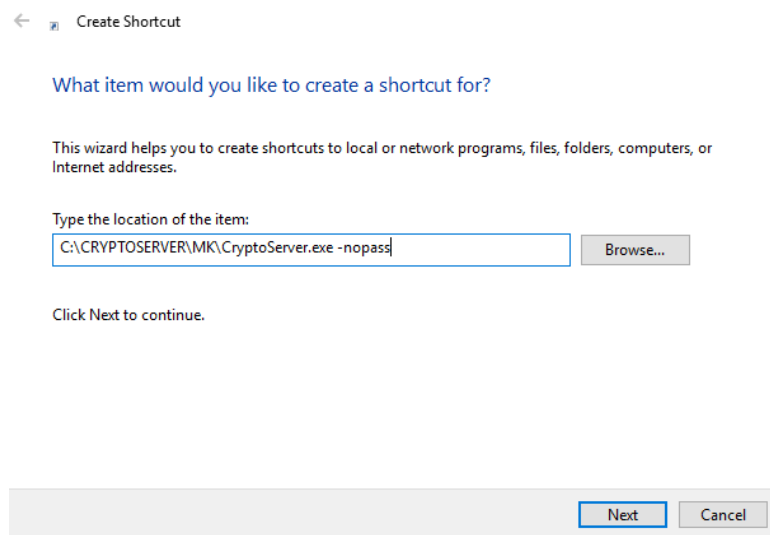 Create Shortcut
What item would you like to create a shortcut for?
This wizard helps you to create shortcuts to local or network programs, files, folders, computers, or
Internet addresses.
Type the location of the item:
C:\CRYPTOSERVER\MK\CryptoServer.exe -nopass
Browse...
Click Next to continue.
Next
Cancel